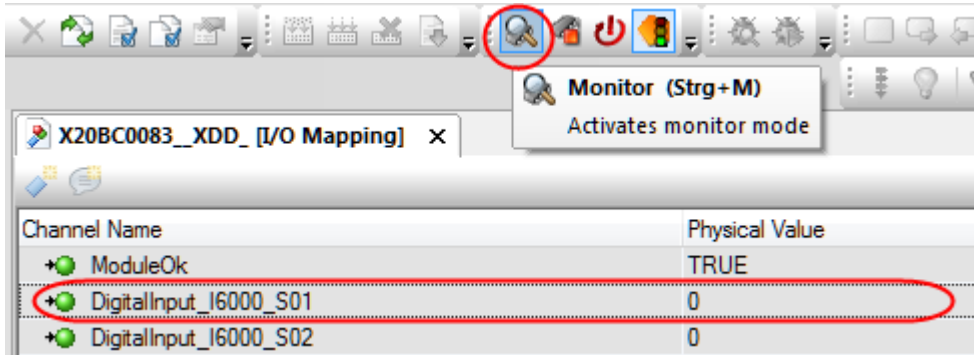 Monitor (Strg+M)
Activates monitor mode
X20BC0083__XDD_ [I/O Mapping]
Channel Name Physical Value
ModuleOk TRUE
DigitalInput_I6000_S01 0
DigitalInput_I6000_S02 0